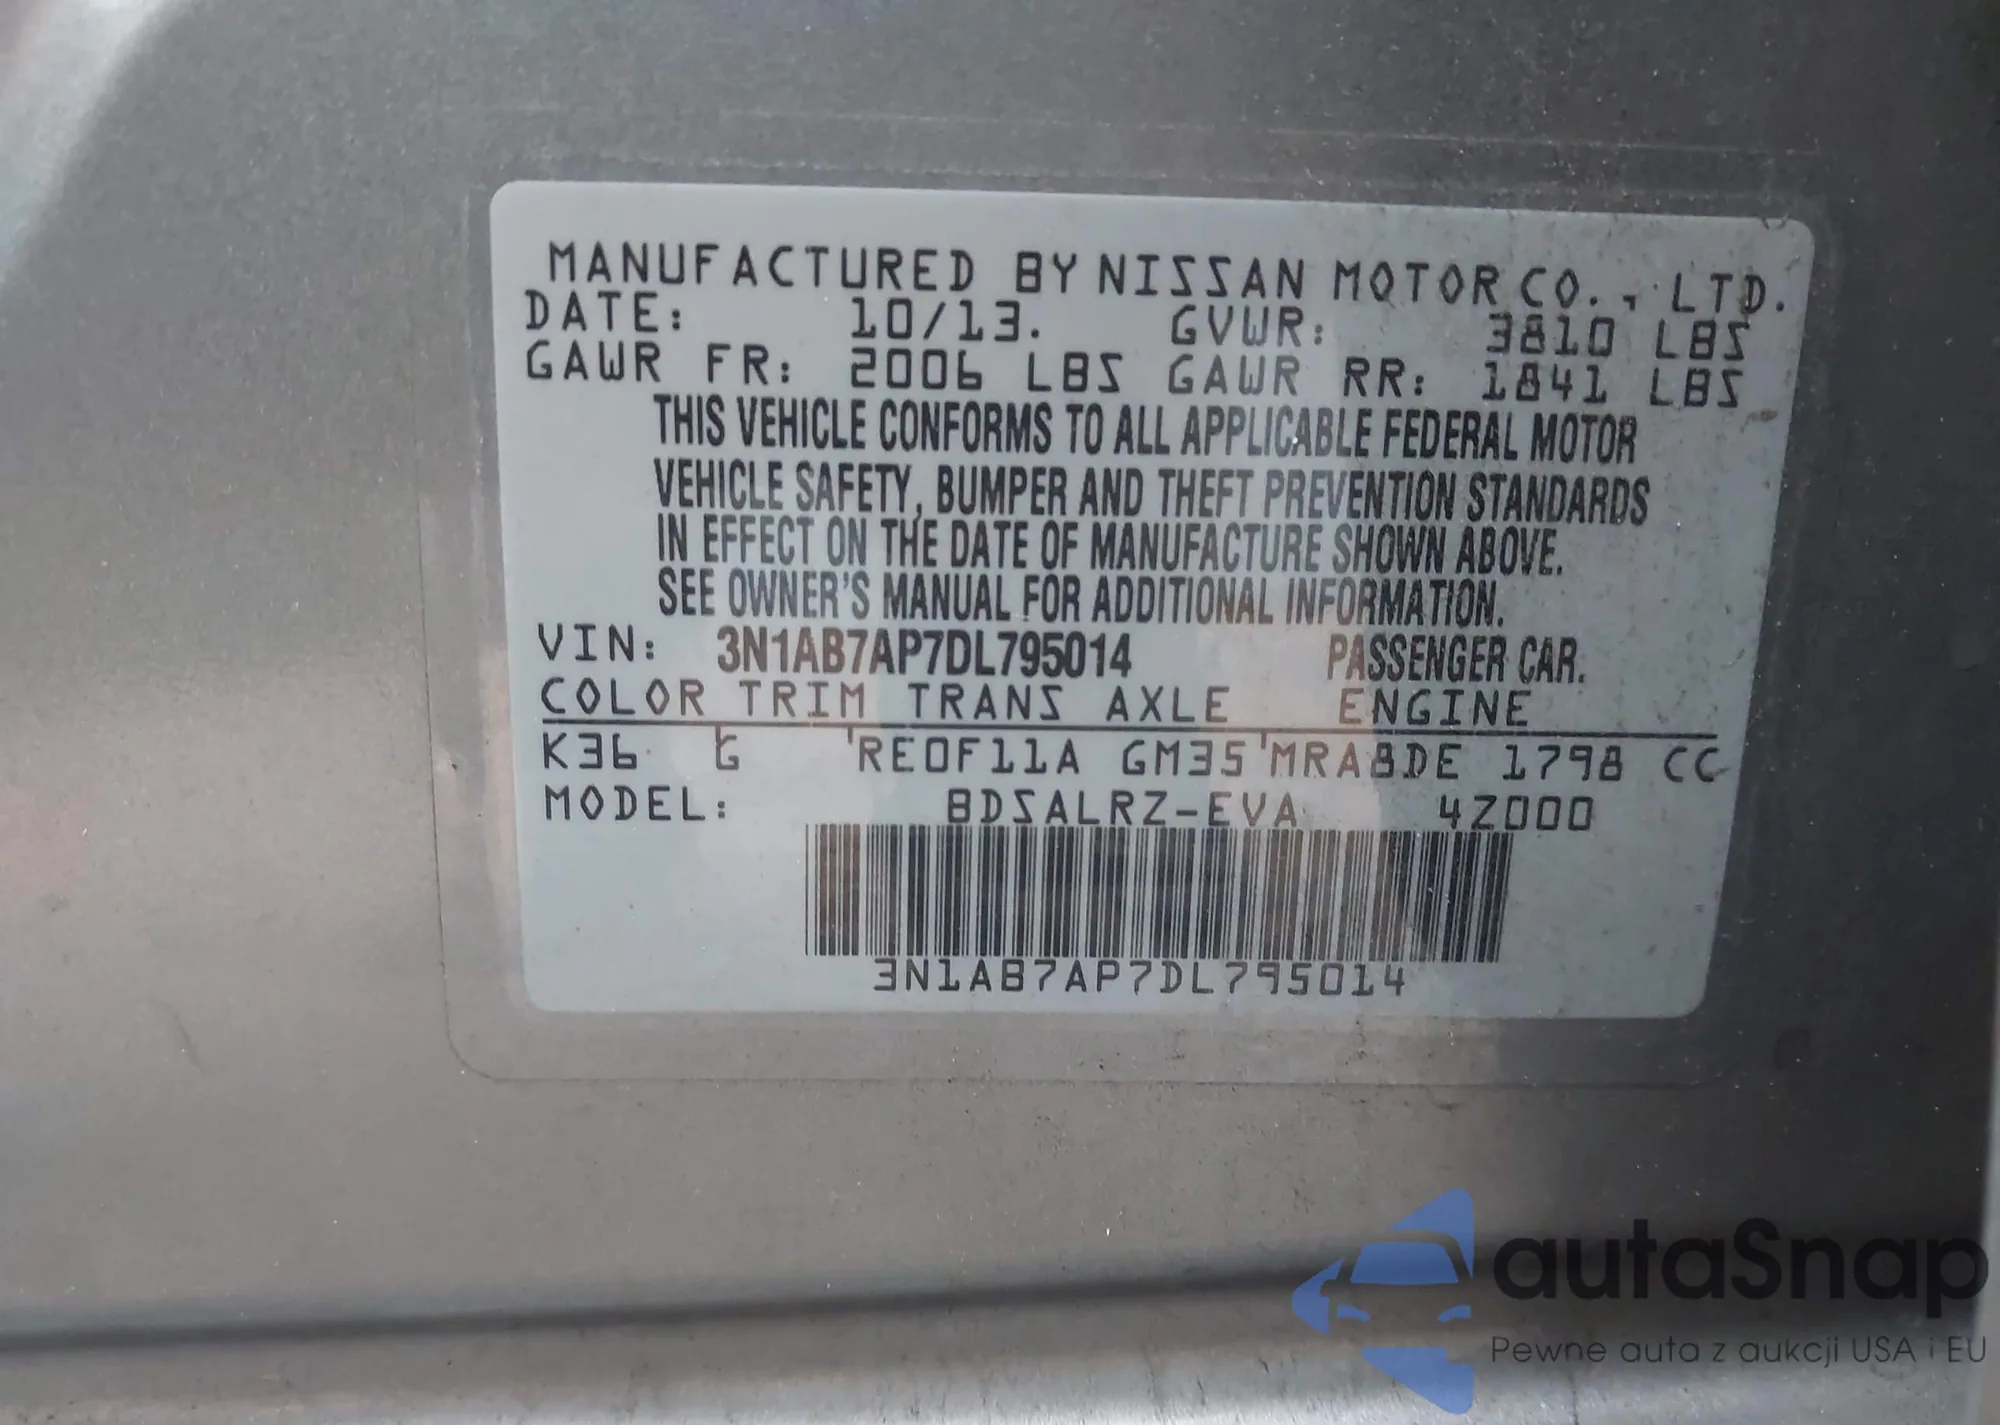 MANUFACTURED BY NISSAN MOTOR CO., LTD.
DATE: 10/13. GVWR: 3810 LBS
GAWR FR: 2006 LBS GAWR RR: 1841 LBS
THIS VEHICLE CONFORMS TO ALL APPLICABLE FEDERAL MOTOR
VEHICLE SAFETY, BUMPER AND THEFT PREVENTION STANDARDS
IN EFFECT ON THE DATE OF MANUFACTURE SHOWN ABOVE.
SEE OWNER'S MANUAL FOR ADDITIONAL INFORMATION.
VIN: 3N1AB7AP7DL795014 PASSENGER CAR.
COLOR TRIM TRANS AXLE ENGINE
K36 G RE0F11A GM35 MRA8DE 1798 CC
MODEL: BDSALRZ-EVA 4Z000
3N1AB7AP7DL795014
autaSnap
Pewne auta z aukcji USA i EU